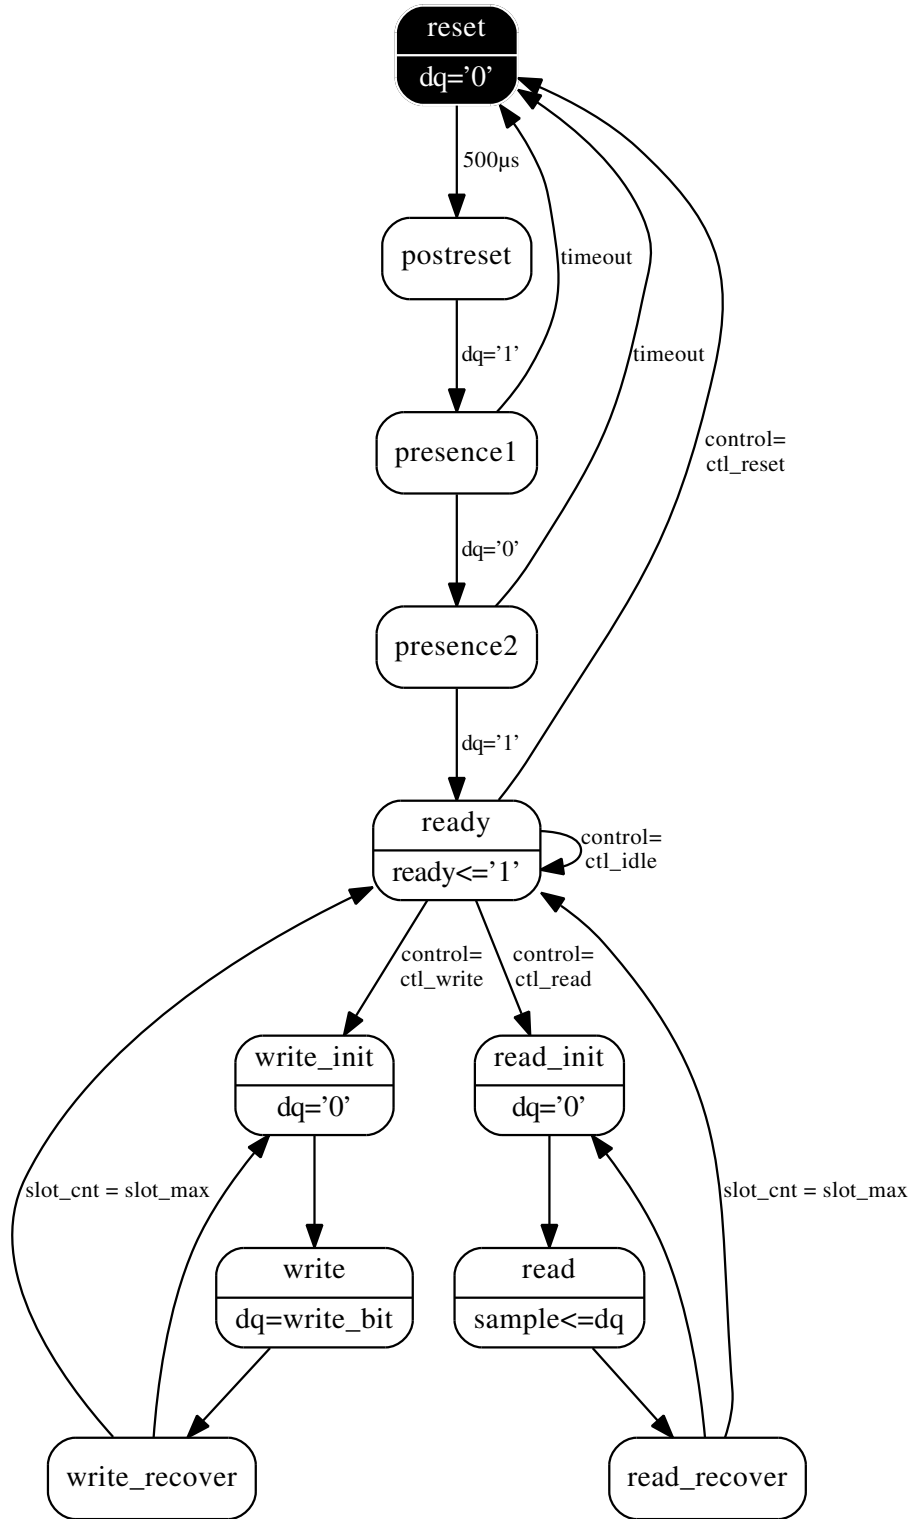 reset
dq=’0’
500µs
postreset
timeout
dq=’1’
timeout
control=
ctl_reset
presence1
dq=’0’
presence2
dq=’1’
ready
ready<=’1’
control=
ctl_idle
control=
ctl_write
control=
ctl_read
write_init
dq=’0’
read_init
dq=’0’
slot_cnt = slot_max
slot_cnt = slot_max
write
dq=write_bit
read
sample<=dq
write_recover
read_recover